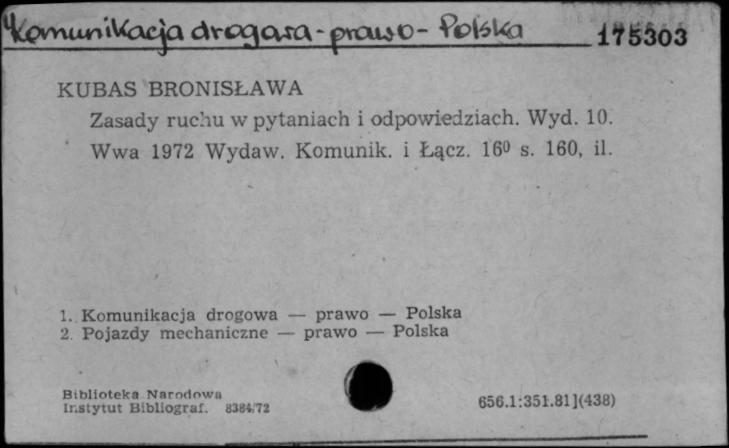 Komunikacja drogowa - prawo - Polska
175303
KUBAS BRONISŁAWA
Zasady ruchu w pytaniach i odpowiedziach. Wyd. 10.
Wwa 1972 Wydaw. Komunik. i Łącz. 16⁰ s. 160, il.
1. Komunikacja drogowa — prawo — Polska
2. Pojazdy mechaniczne — prawo — Polska
Biblioteka Narodowa
Instytut Bibliograf. 8384/72
656.1:351.81](438)